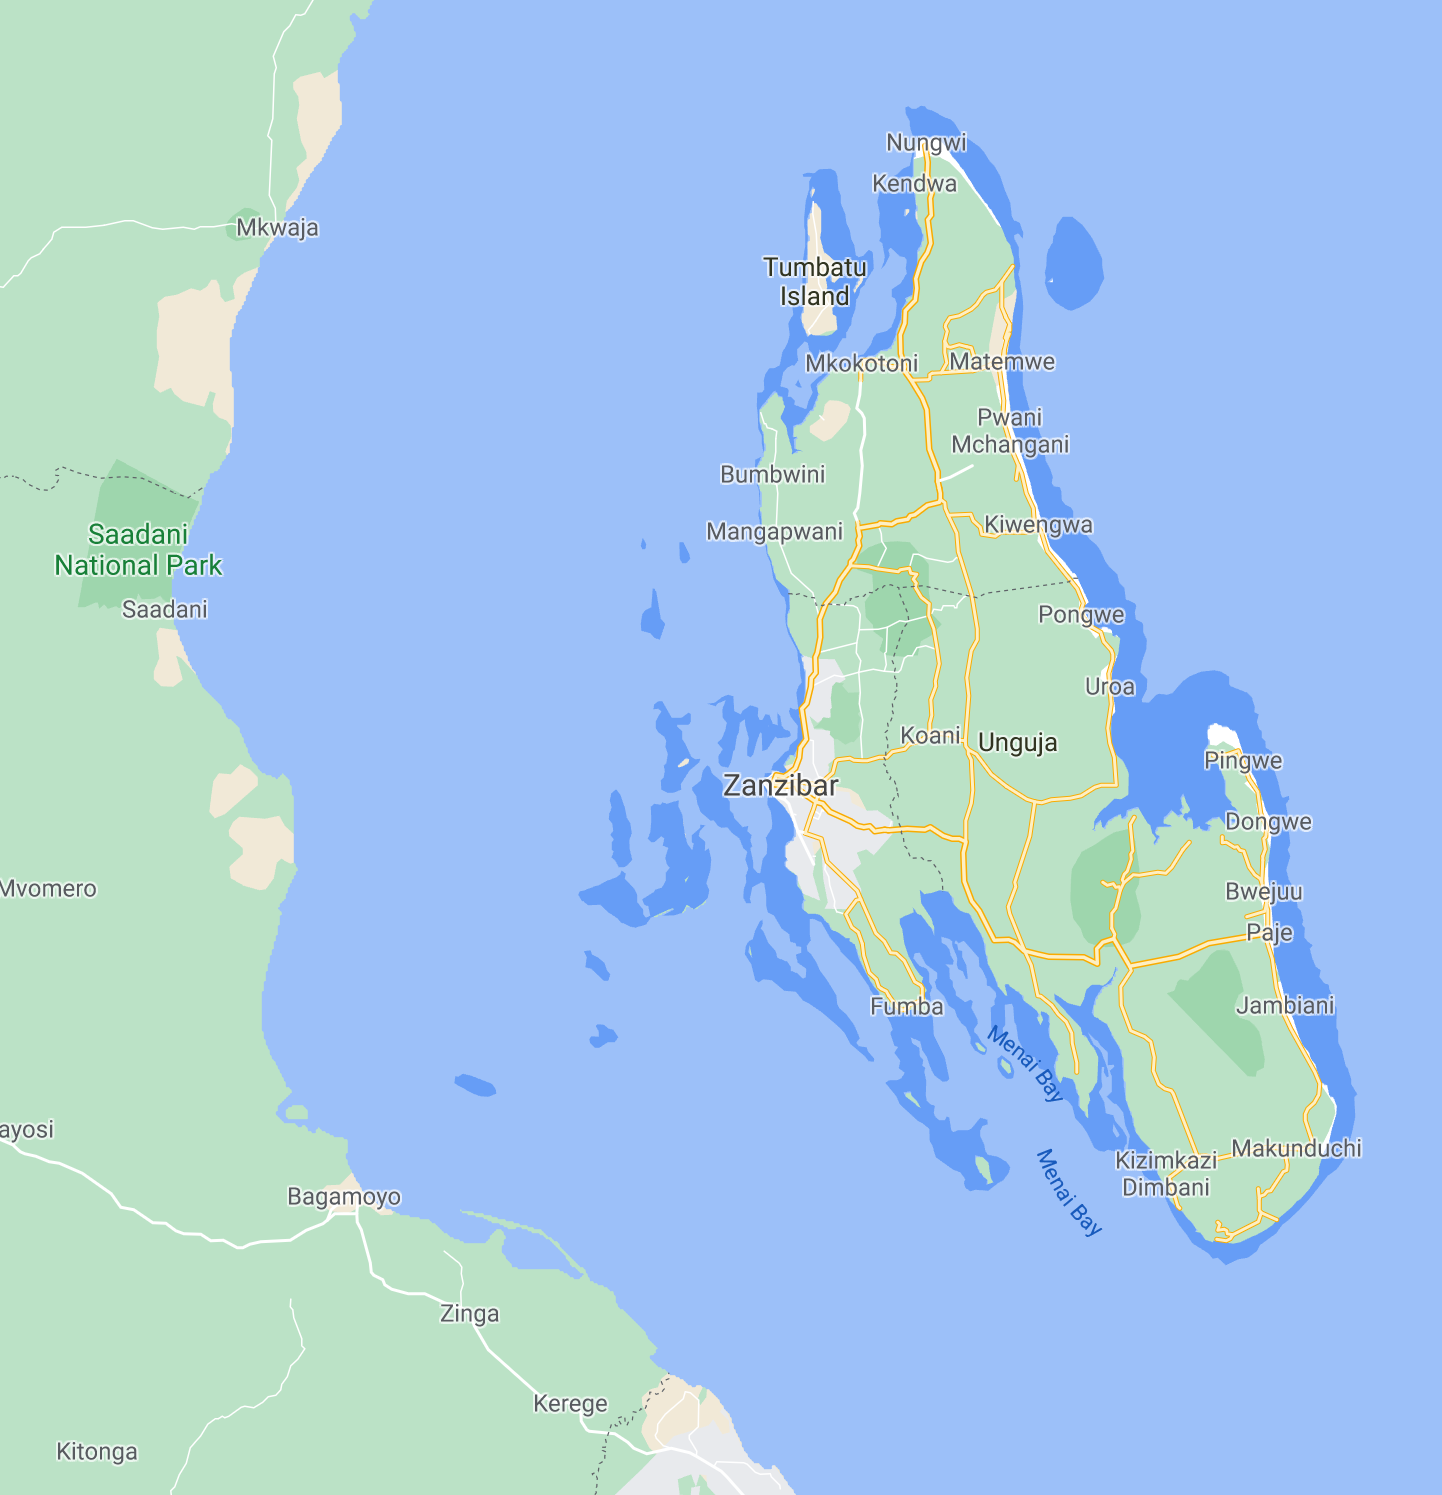 Nungwi
Kendwa
Mkwaja
Tumbatu
Island
Mkokotoni
Matemwe
Pwani
Mchangani
Bumbwini
Kiwengwa
Mangapwani
Saadani
National Park
Saadani
Pongwe
Uroa
Koani
Unguja
Pingwe
Zanzibar
Dongwe
Mvomero
Bwejuu
Paje
Fumba
Jambiani
Menai Bay
ayosi
Makunduchi
Kizimkazi
Dimbani
Menai Bay
Bagamoyo
Zinga
Kerege
Kitonga